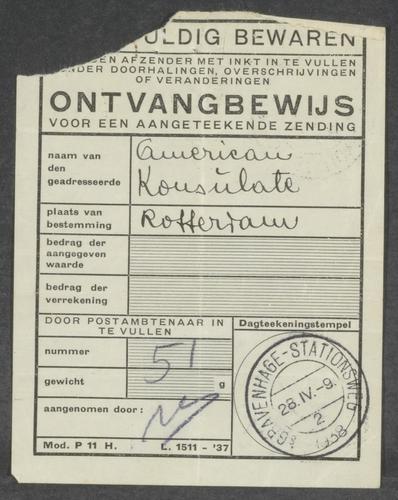 ULDIG BEWAREN
DEN AFZENDER MET INKT IN TE VULLEN
ZONDER DOORHALINGEN, OVERSCHRIJVINGEN
OF VERANDERINGEN
ONTVANGBEWIJS
VOOR EEN AANGETEEKENDE ZENDING
naam van den geadresseerde
American
Konsulate
plaats van bestemming
Rotterdam
bedrag der aangegeven waarde
bedrag der verrekening
DOOR POSTAMBTENAAR IN TE VULLEN
nummer
51
gewicht
g
aangenomen door :
Dagteekeningstempel
'S GRAVENHAGE-STATIONSWEG
28.IV.-9.
2
1938
Mod. P 11 H.
L. 1511 - '37